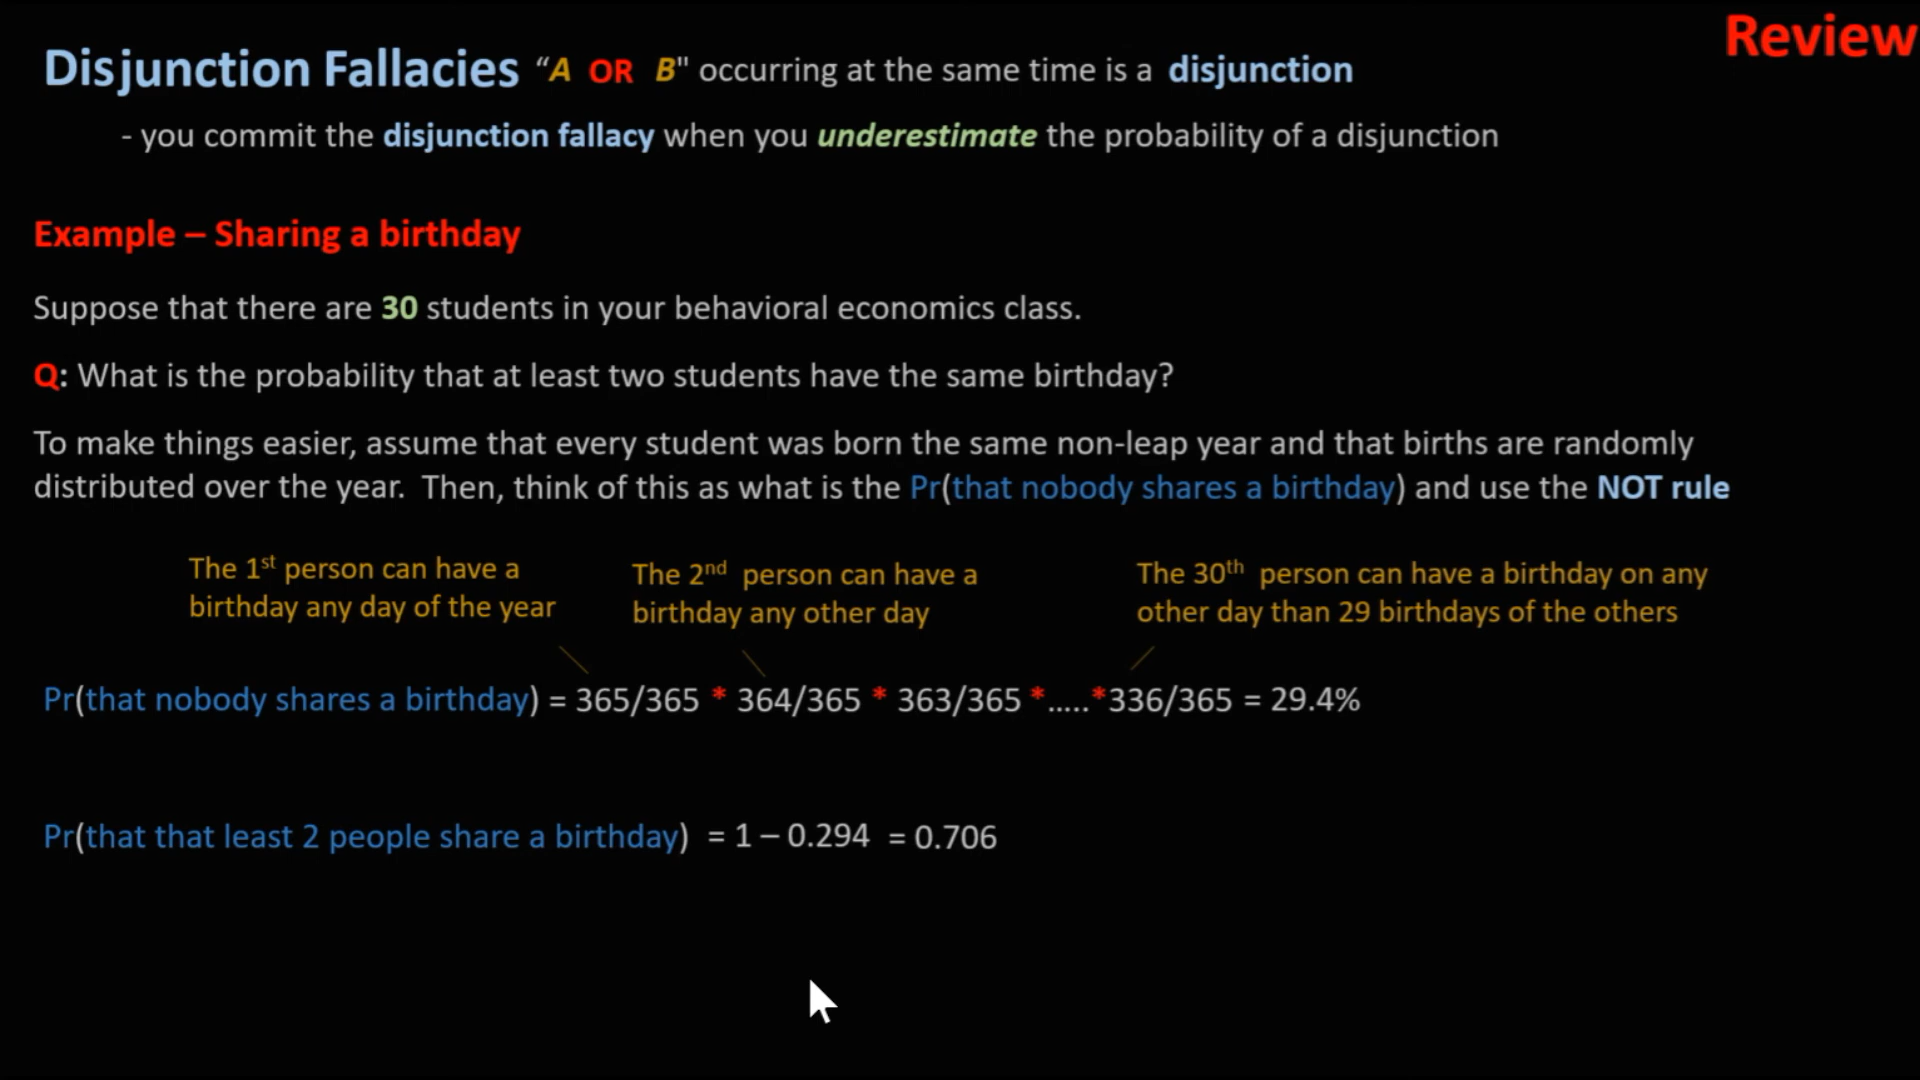 Review
Disjunction Fallacies “A OR B" occurring at the same time is a disjunction
- you commit the disjunction fallacy when you underestimate the probability of a disjunction
Example – Sharing a birthday
Suppose that there are 30 students in your behavioral economics class.
Q: What is the probability that at least two students have the same birthday?
To make things easier, assume that every student was born the same non-leap year and that births are randomly
distributed over the year. Then, think of this as what is the Pr(that nobody shares a birthday) and use the NOT rule
The 1st person can have a
birthday any day of the year
The 2nd person can have a
birthday any other day
The 30th person can have a birthday on any
other day than 29 birthdays of the others
Pr(that nobody shares a birthday) = 365/365 * 364/365 * 363/365 *.....*336/365 = 29.4%
Pr(that that least 2 people share a birthday) = 1 – 0.294 = 0.706